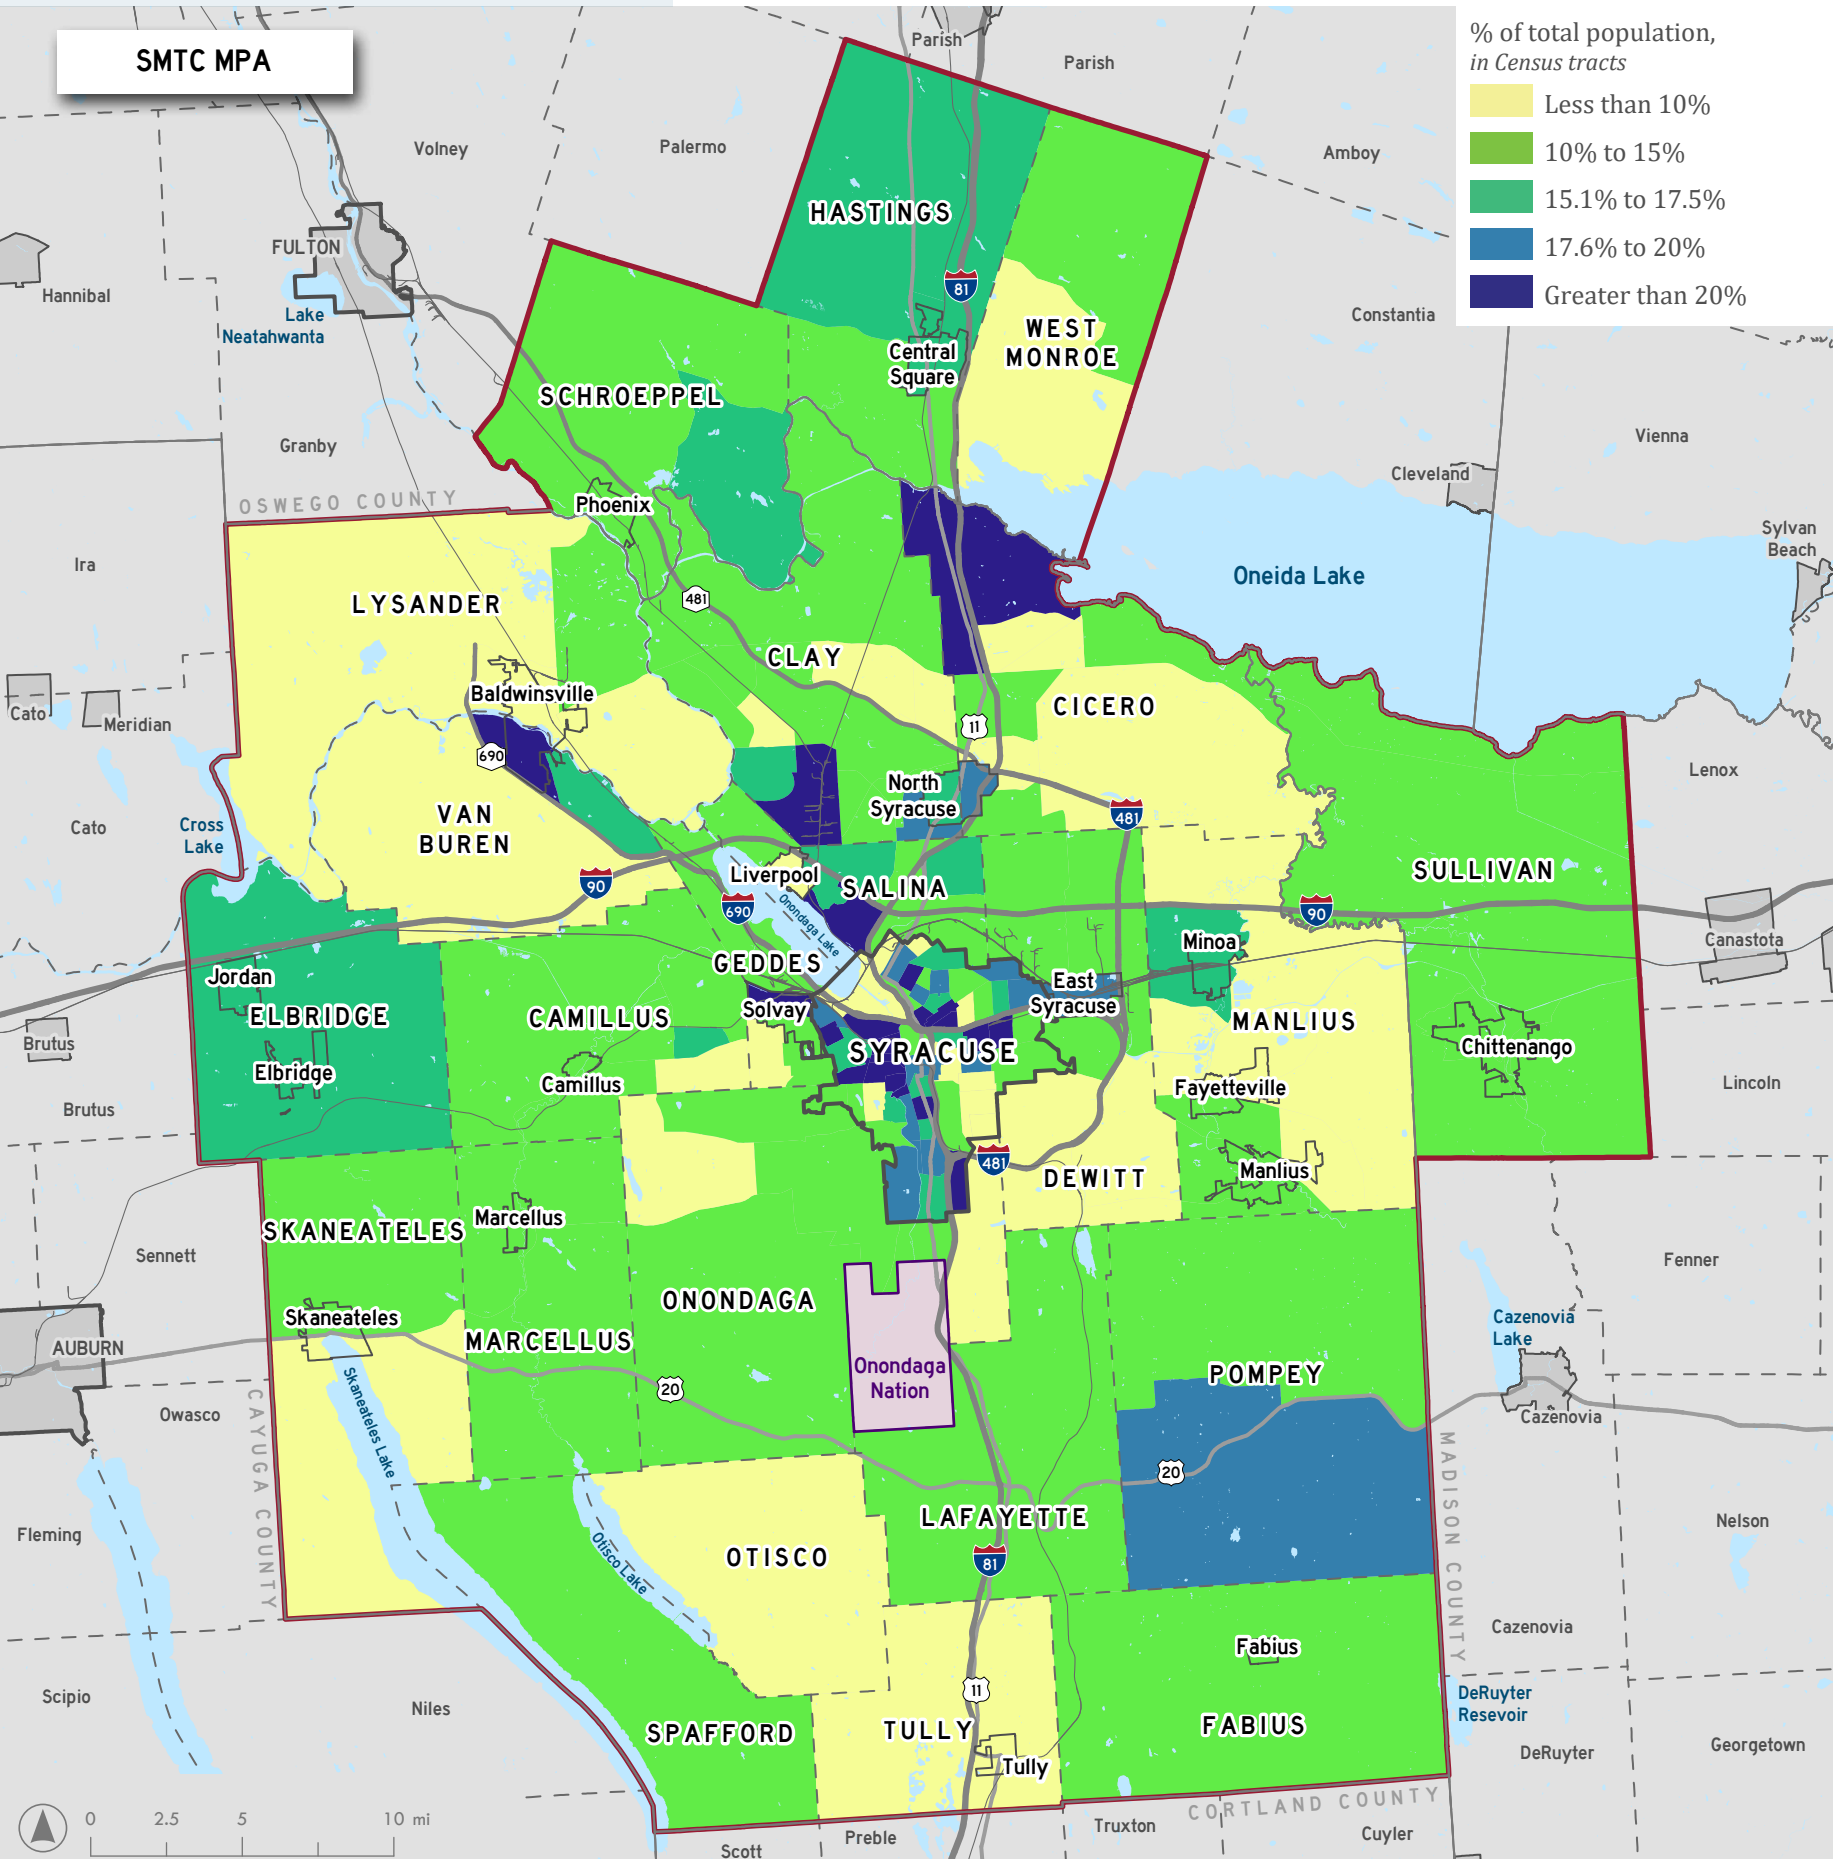 SMTC MPA
% of total population,
in Census tracts
Less than 10%
10% to 15%
15.1% to 17.5%
17.6% to 20%
Greater than 20%
Parish
Parish
Volney
Palermo
Amboy
HASTINGS
FULTON
Hannibal
81
Lake
Neatahwanta
Constantia
WEST
MONROE
Central
Square
SCHROEPPEL
Granby
Vienna
Cleveland
OSWEGO COUNTY
Phoenix
Sylvan
Beach
Ira
Oneida Lake
LYSANDER
481
CLAY
Baldwinsville
CICERO
Cato
Meridian
11
690
Lenox
North
Syracuse
VAN
BUREN
481
Cato
Cross
Lake
Liverpool
SALINA
SULLIVAN
90
690
90
Onondaga Lake
Minoa
Canastota
GEDDES
Jordan
East
Syracuse
Solvay
ELBRIDGE
CAMILLUS
MANLIUS
Brutus
SYRACUSE
Chittenango
Elbridge
Camillus
Fayetteville
Lincoln
Brutus
481
Manlius
DEWITT
Marcellus
SKANEATELES
Sennett
Fenner
ONONDAGA
Skaneateles
Cazenovia
Lake
MARCELLUS
AUBURN
Onondaga
Nation
POMPEY
20
Skaneateles Lake
Owasco
Cazenovia
CAYUGA COUNTY
MADISON COUNTY
20
LAFAYETTE
Fleming
Nelson
OTISCO
Otisco Lake
81
Cazenovia
Fabius
Scipio
Niles
11
DeRuyter
Resevoir
SPAFFORD
TULLY
FABIUS
Tully
DeRuyter
Georgetown
CORTLAND COUNTY
0 2.5 5 10 mi
Truxton
Cuyler
Preble
Scott